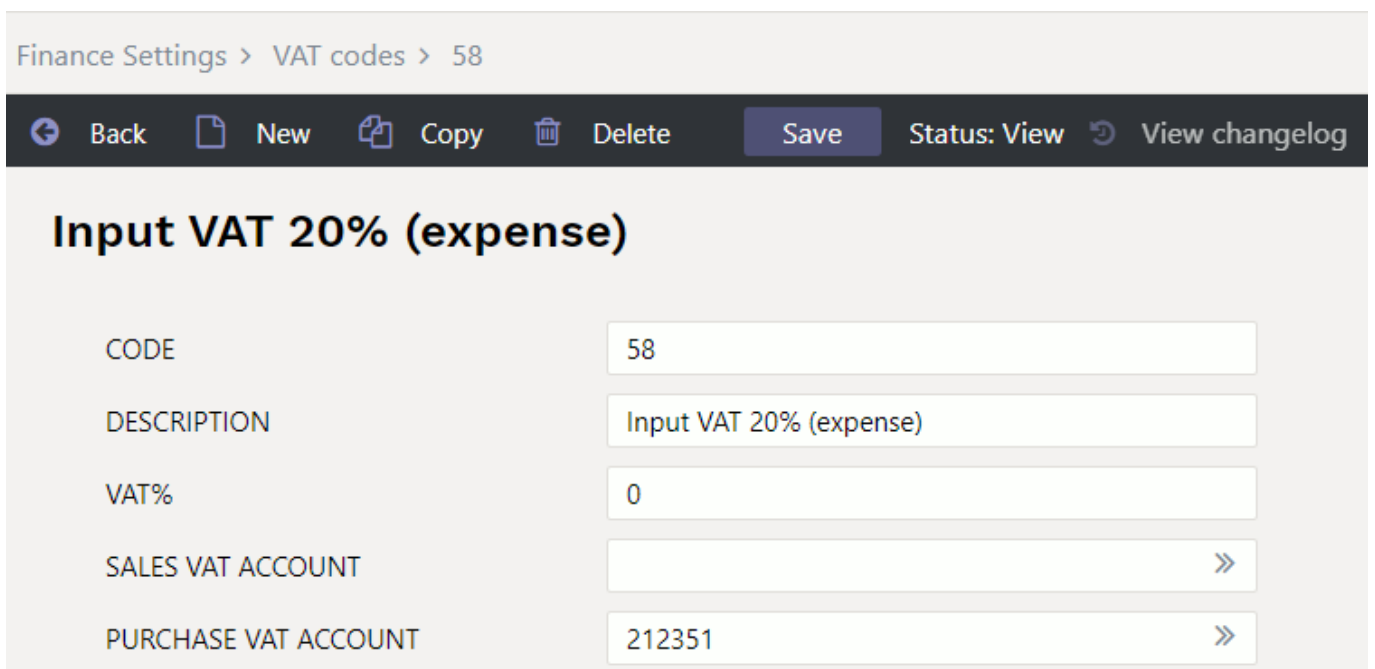 Finance Settings > VAT codes > 58
Back New Copy Delete Save Status: View View changelog
Input VAT 20% (expense)
CODE 58
DESCRIPTION Input VAT 20% (expense)
VAT% 0
SALES VAT ACCOUNT
PURCHASE VAT ACCOUNT 212351